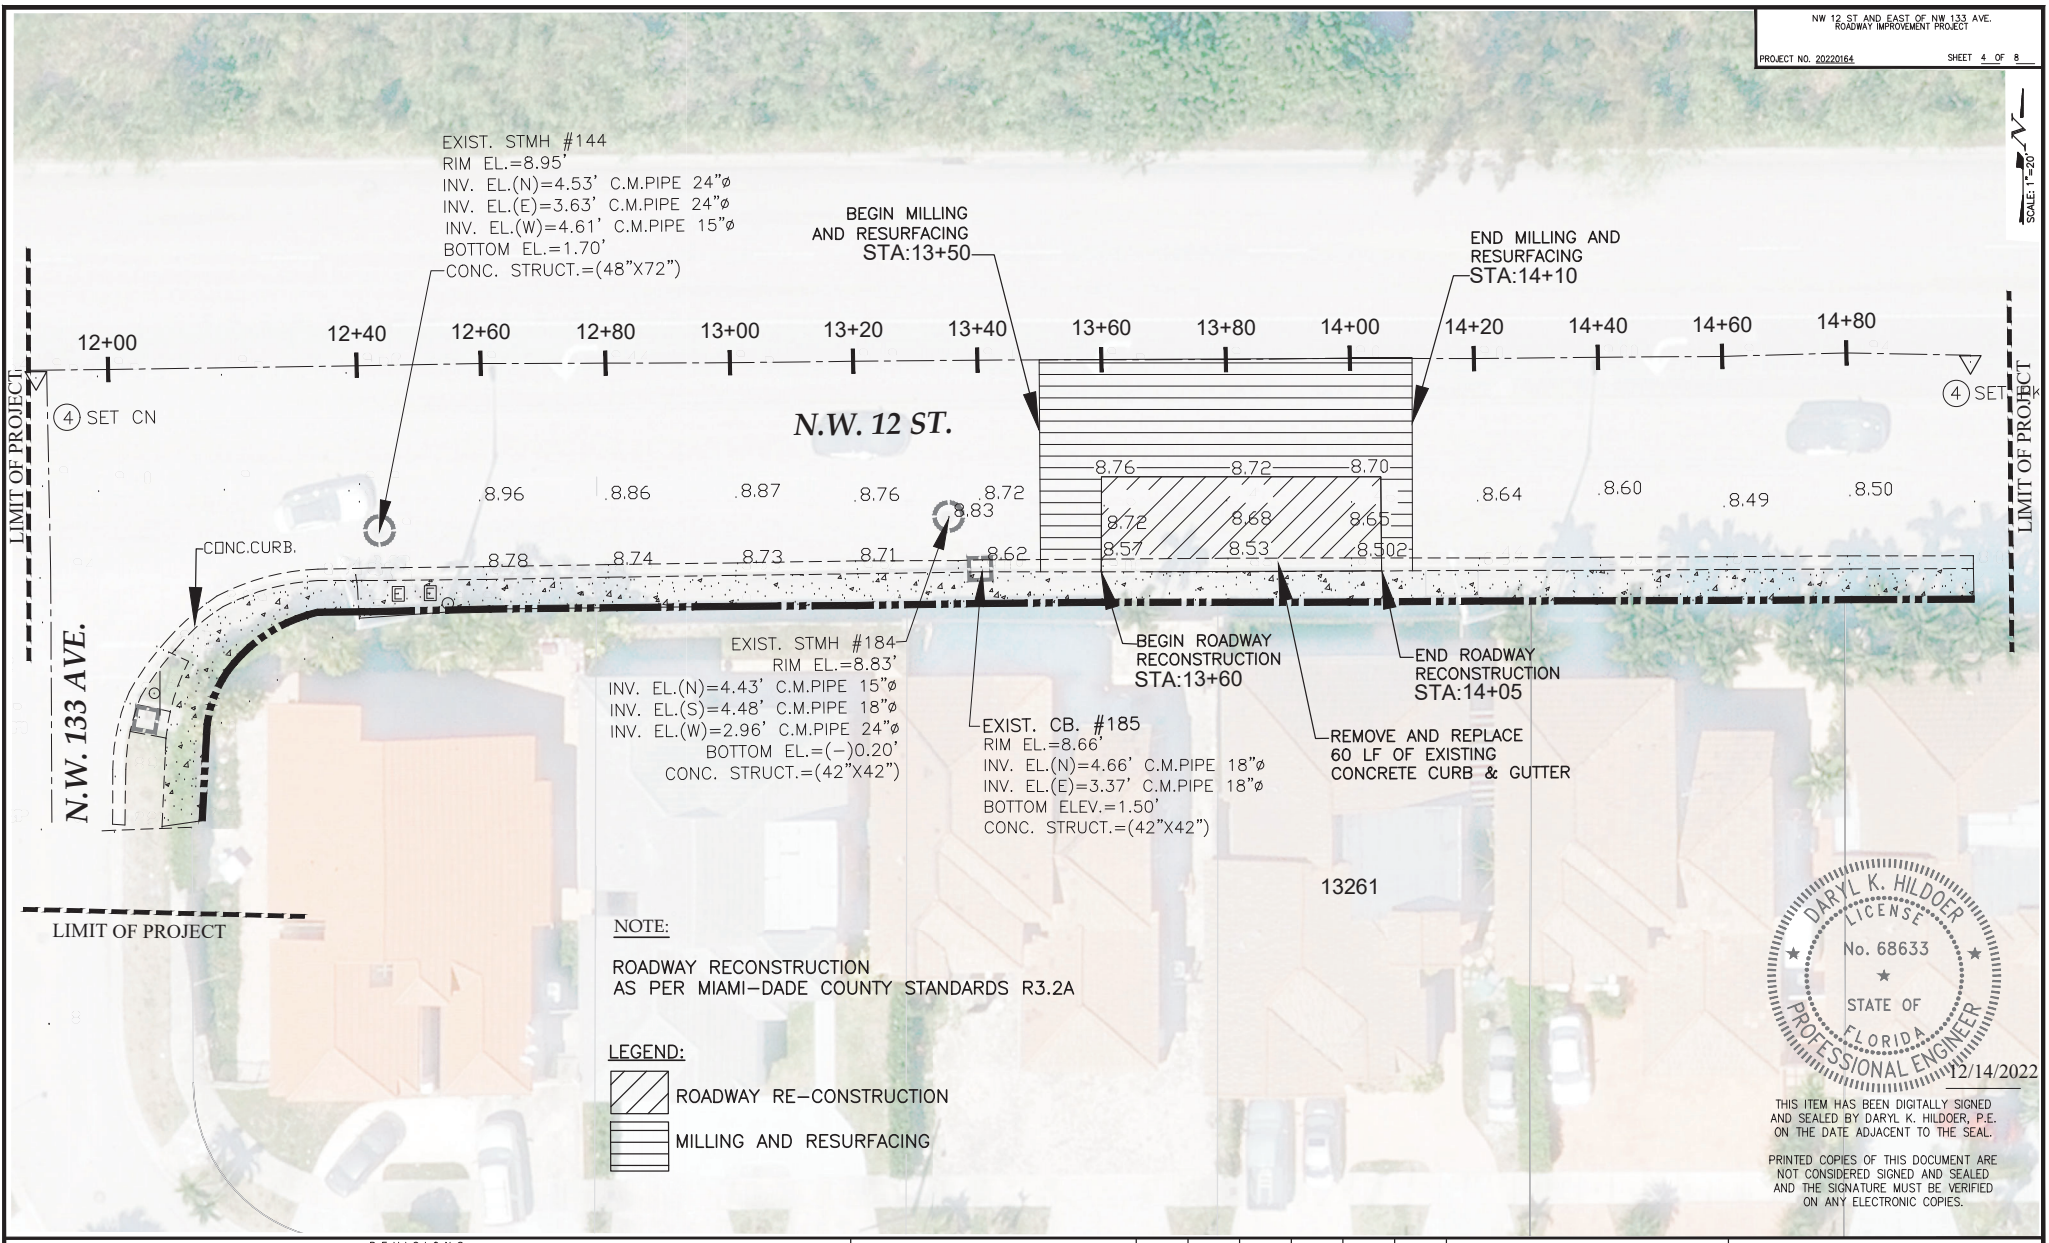 NW 12 ST AND EAST OF NW 133 AVE.
ROADWAY IMPROVEMENT PROJECT
PROJECT NO. 20220164 SHEET 4 OF 8
N
SCALE: 1"=20'
EXIST. STMH #144
RIM EL.=8.95'
INV. EL.(N)=4.53' C.M.PIPE 24"ø
INV. EL.(E)=3.63' C.M.PIPE 24"ø
INV. EL.(W)=4.61' C.M.PIPE 15"ø
BOTTOM EL.=1.70'
CONC. STRUCT.=(48"X72")
BEGIN MILLING
AND RESURFACING
STA:13+50
END MILLING AND
RESURFACING
STA:14+10
12+00 12+40 12+60 12+80 13+00 13+20 13+40 13+60 13+80 14+00 14+20 14+40 14+60 14+80
LIMIT OF PROJECT
4 SET CN
N.W. 12 ST.
4 SET
LIMIT OF PROJECT
8.76 8.72 8.70
.8.96 .8.86 .8.87 .8.76 .8.72 .8.64 .8.60 .8.49 .8.50
8.83
8.72 8.68 8.65
CONC.CURB.
8.78 8.74 8.73 8.71 8.62 8.57 8.53 8.502
E E
N.W. 133 AVE.
EXIST. STMH #184
RIM EL.=8.83'
INV. EL.(N)=4.43' C.M.PIPE 15"ø
INV. EL.(S)=4.48' C.M.PIPE 18"ø
INV. EL.(W)=2.96' C.M.PIPE 24"ø
BOTTOM EL.=(-)0.20'
CONC. STRUCT.=(42"X42")
EXIST. CB. #185
RIM EL.=8.66'
INV. EL.(N)=4.66' C.M.PIPE 18"ø
INV. EL.(E)=3.37' C.M.PIPE 18"ø
BOTTOM ELEV.=1.50'
CONC. STRUCT.=(42"X42")
BEGIN ROADWAY
RECONSTRUCTION
STA:13+60
END ROADWAY
RECONSTRUCTION
STA:14+05
REMOVE AND REPLACE
60 LF OF EXISTING
CONCRETE CURB & GUTTER
13261
LIMIT OF PROJECT
NOTE:
ROADWAY RECONSTRUCTION
AS PER MIAMI-DADE COUNTY STANDARDS R3.2A
LEGEND:
ROADWAY RE-CONSTRUCTION
MILLING AND RESURFACING
DARYL K. HILDOER
LICENSE
No. 68633
STATE OF
FLORIDA
PROFESSIONAL ENGINEER
12/14/2022
THIS ITEM HAS BEEN DIGITALLY SIGNED
AND SEALED BY DARYL K. HILDOER, P.E.
ON THE DATE ADJACENT TO THE SEAL.
PRINTED COPIES OF THIS DOCUMENT ARE
NOT CONSIDERED SIGNED AND SEALED
AND THE SIGNATURE MUST BE VERIFIED
ON ANY ELECTRONIC COPIES.